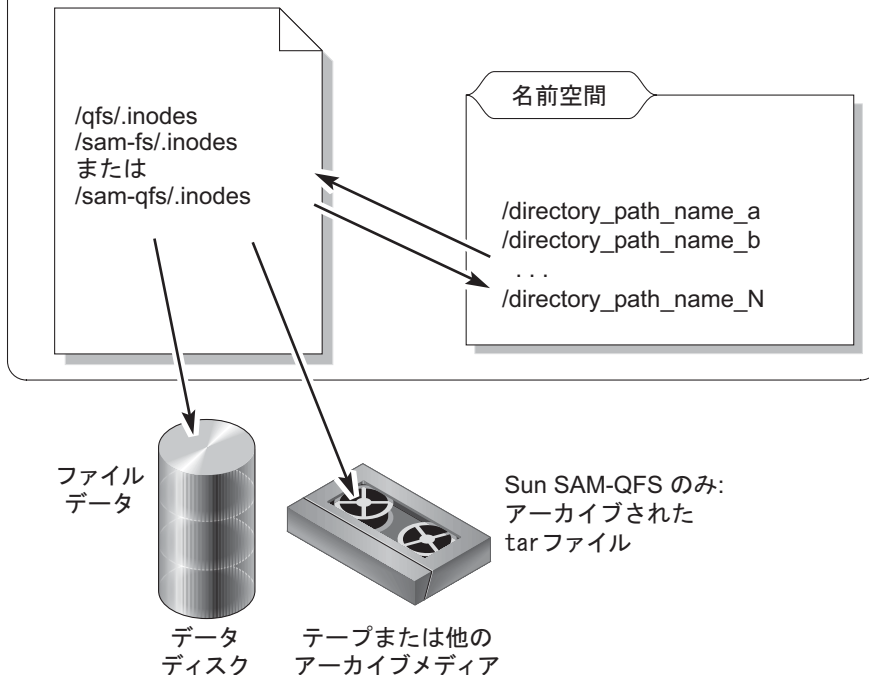 /qfs/.inodes
/sam-fs/.inodes
または
/sam-qfs/.inodes
名前空間
/directory_path_name_a
/directory_path_name_b
. . .
/directory_path_name_N
ファイル
データ
データ
ディスク
テープまたは他の
アーカイブメディア
Sun SAM-QFS のみ:
アーカイブされた
tarファイル